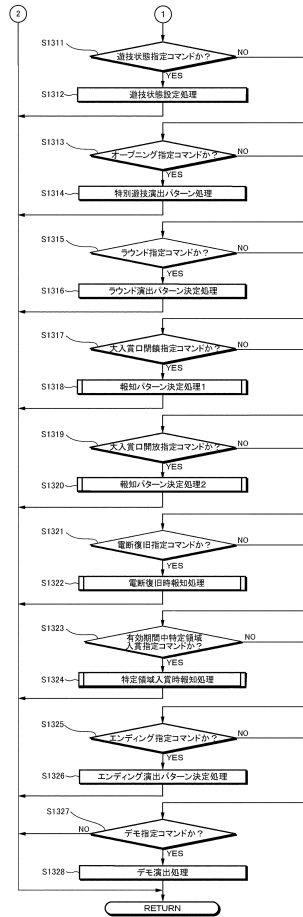 2
1
S1311
遊技状態指定コマンドか？
NO
YES
S1312
遊技状態設定処理
S1313
オープニング指定コマンドか？
NO
YES
S1314
特別遊技演出パターン処理
S1315
ラウンド指定コマンドか？
NO
YES
S1316
ラウンド演出パターン決定処理
S1317
大入賞口閉鎖指定コマンドか？
NO
YES
S1318
報知パターン決定処理1
S1319
大入賞口開放指定コマンドか？
NO
YES
S1320
報知パターン決定処理2
S1321
電断復旧指定コマンドか？
NO
YES
S1322
電断復旧時報知処理
S1323
有効期間中特定領域
入賞指定コマンドか？
NO
YES
S1324
特定領域入賞時報知処理
S1325
エンディング指定コマンドか？
NO
YES
S1326
エンディング演出パターン決定処理
S1327
NO
デモ指定コマンドか？
YES
S1328
デモ演出処理
RETURN